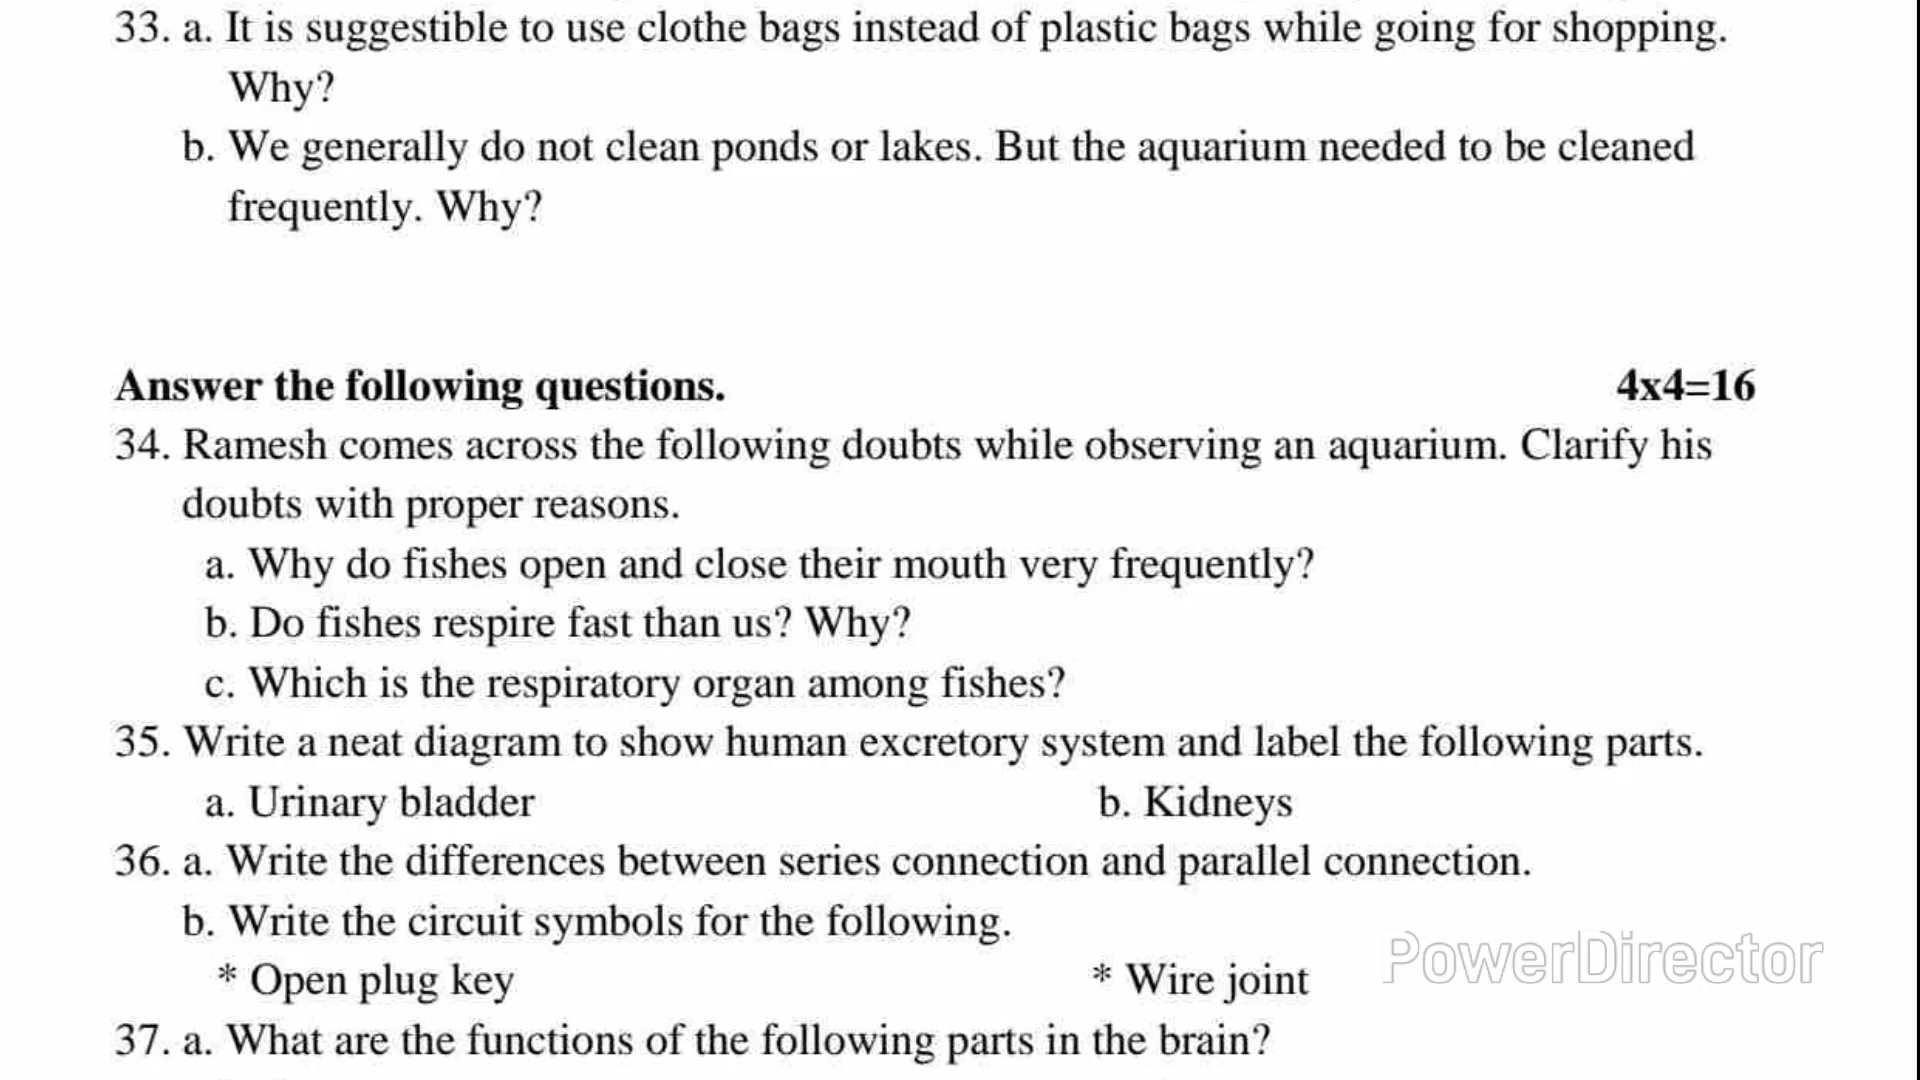 33. a. It is suggestible to use clothe bags instead of plastic bags while going for shopping.
Why?
b. We generally do not clean ponds or lakes. But the aquarium needed to be cleaned
frequently. Why?
Answer the following questions. 4x4=16
34. Ramesh comes across the following doubts while observing an aquarium. Clarify his
doubts with proper reasons.
a. Why do fishes open and close their mouth very frequently?
b. Do fishes respire fast than us? Why?
c. Which is the respiratory organ among fishes?
35. Write a neat diagram to show human excretory system and label the following parts.
a. Urinary bladder b. Kidneys
36. a. Write the differences between series connection and parallel connection.
b. Write the circuit symbols for the following.
* Open plug key * Wire joint
PowerDirector
37. a. What are the functions of the following parts in the brain?